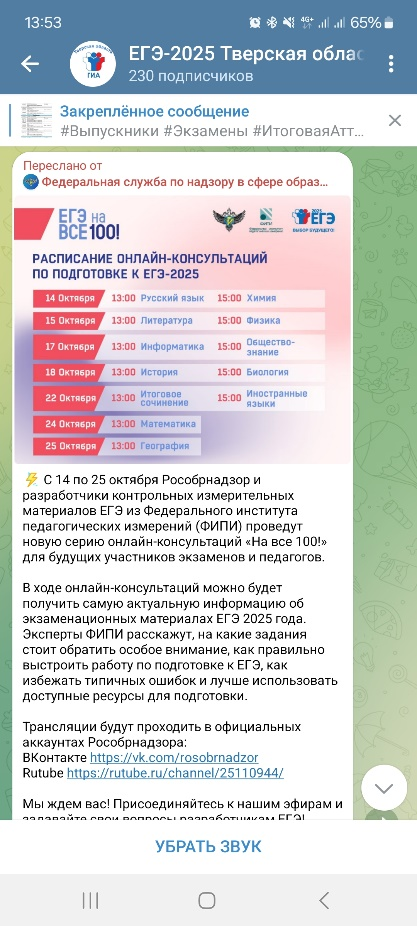 13:53 4G+ 65%
ЕГЭ-2025 Тверская облас
230 подписчиков
Закреплённое сообщение
#Выпускники #Экзамены #ИтоговаяАтт...
Переслано от
Федеральная служба по надзору в сфере образ...
ЕГЭ на
ВСЕ 100!
ЕГЭ
ВЫБОР БУДУЩЕГО!
РАСПИСАНИЕ ОНЛАЙН-КОНСУЛЬТАЦИЙ
ПО ПОДГОТОВКЕ К ЕГЭ-2025
14 Октября 13:00 Русский язык 15:00 Химия
15 Октября 13:00 Литература 15:00 Физика
17 Октября 13:00 Информатика 15:00 Общество-
знание
18 Октября 13:00 История 15:00 Биология
22 Октября 13:00 Итоговое 15:00 Иностранные
сочинение языки
24 Октября 13:00 Математика
25 Октября 13:00 География
⚡ С 14 по 25 октября Рособрнадзор и
разработчики контрольных измерительных
материалов ЕГЭ из Федерального института
педагогических измерений (ФИПИ) проведут
новую серию онлайн-консультаций «На все 100!»
для будущих участников экзаменов и педагогов.
В ходе онлайн-консультаций можно будет
получить самую актуальную информацию об
экзаменационных материалах ЕГЭ 2025 года.
Эксперты ФИПИ расскажут, на какие задания
стоит обратить особое внимание, как правильно
выстроить работу по подготовке к ЕГЭ, как
избежать типичных ошибок и лучше использовать
доступные ресурсы для подготовки.
Трансляции будут проходить в официальных
аккаунтах Рособрнадзора:
ВКонтакте https://vk.com/rosobrnadzor
Rutube https://rutube.ru/channel/25110944/
Мы ждем вас! Присоединяйтесь к нашим эфирам и
задавайте свои вопросы разработчикам ЕГЭ!
УБРАТЬ ЗВУК